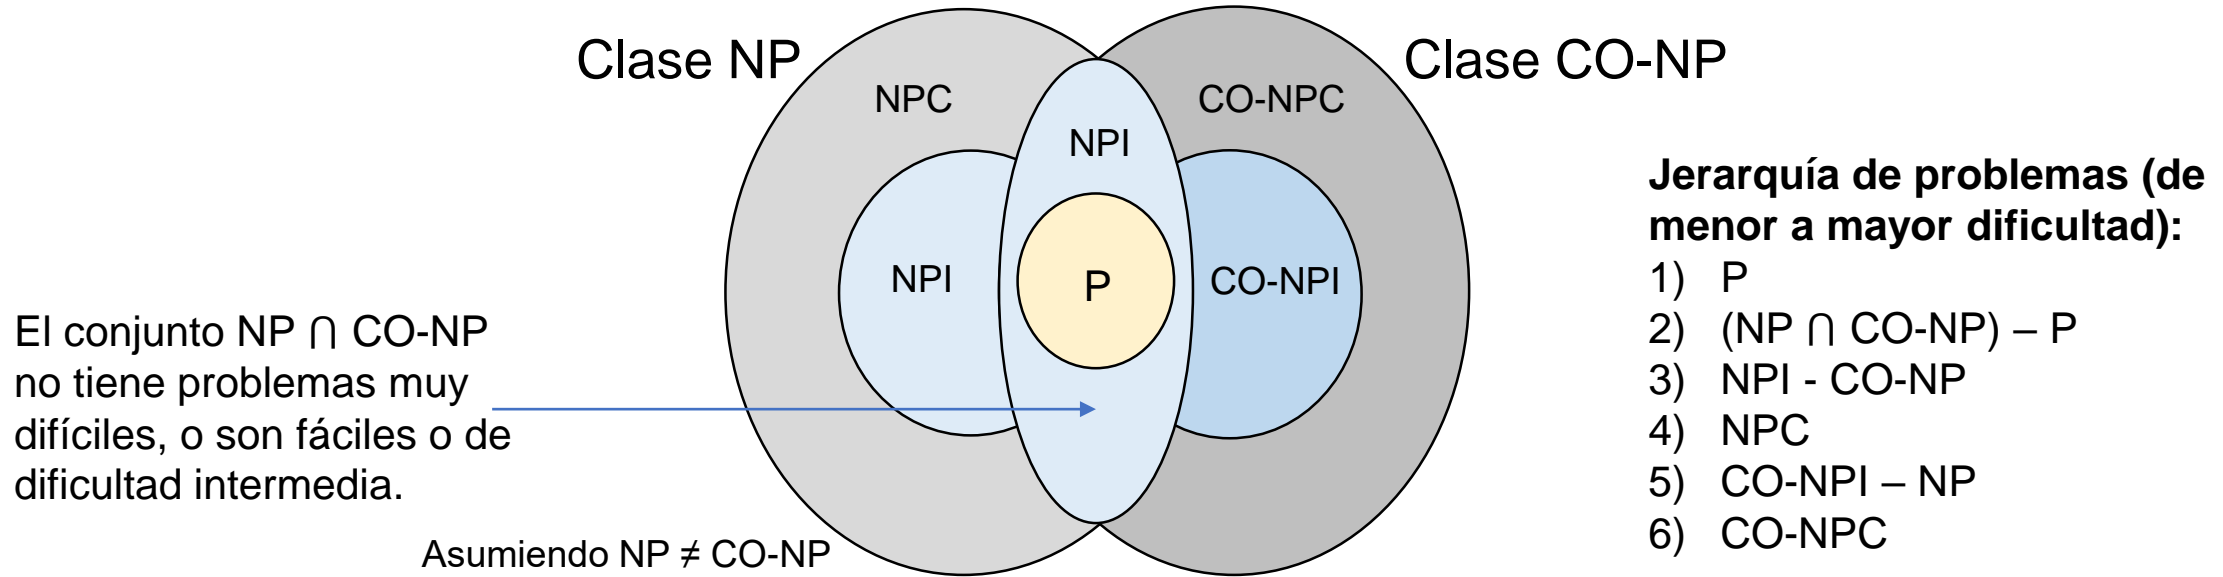 Clase NP
Clase CO-NP
NPC
CO-NPC
NPI
NPI
P
CO-NPI
El conjunto NP ⋂ CO-NP
no tiene problemas muy
difíciles, o son fáciles o de
dificultad intermedia.
Asumiendo NP ≠ CO-NP
Jerarquía de problemas (de
menor a mayor dificultad):
1) P
2) (NP ⋂ CO-NP) – P
3) NPI - CO-NP
4) NPC
5) CO-NPI – NP
6) CO-NPC